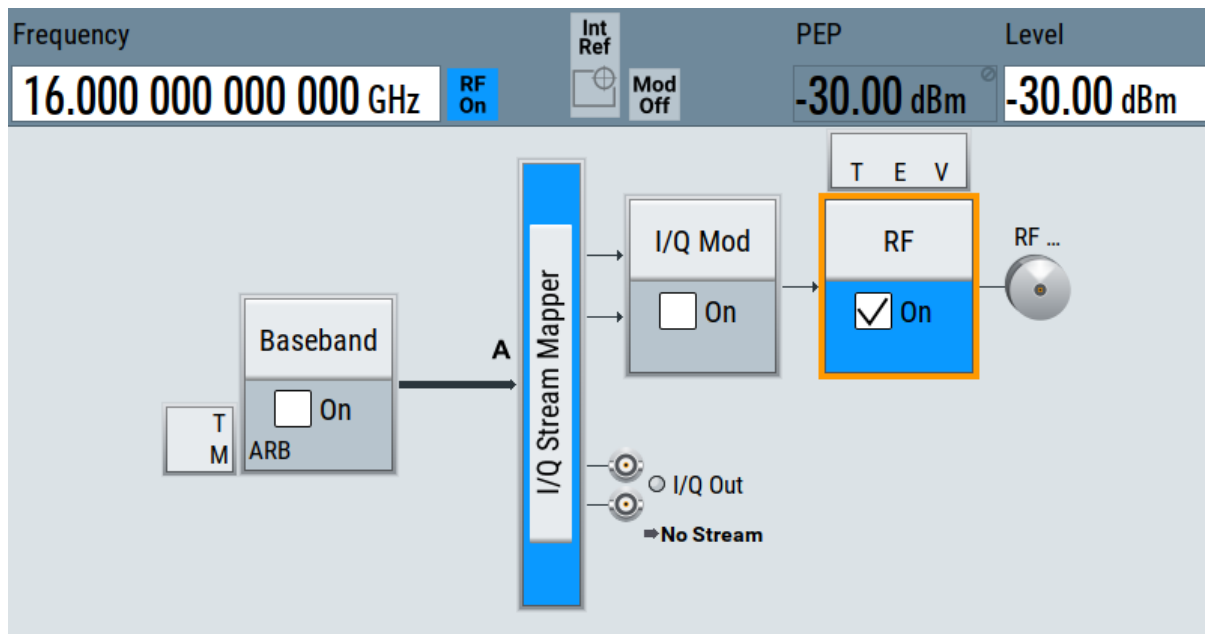 Frequency
Int
Ref
PEP
Level
16.000 000 000 000 GHz
RF
On
Mod
Off
-30.00 dBm
-30.00 dBm
T E V
I/Q Mod
On
RF
On
RF ...
Baseband
On
T
M
ARB
A
I/Q Stream Mapper
I/Q Out
No Stream